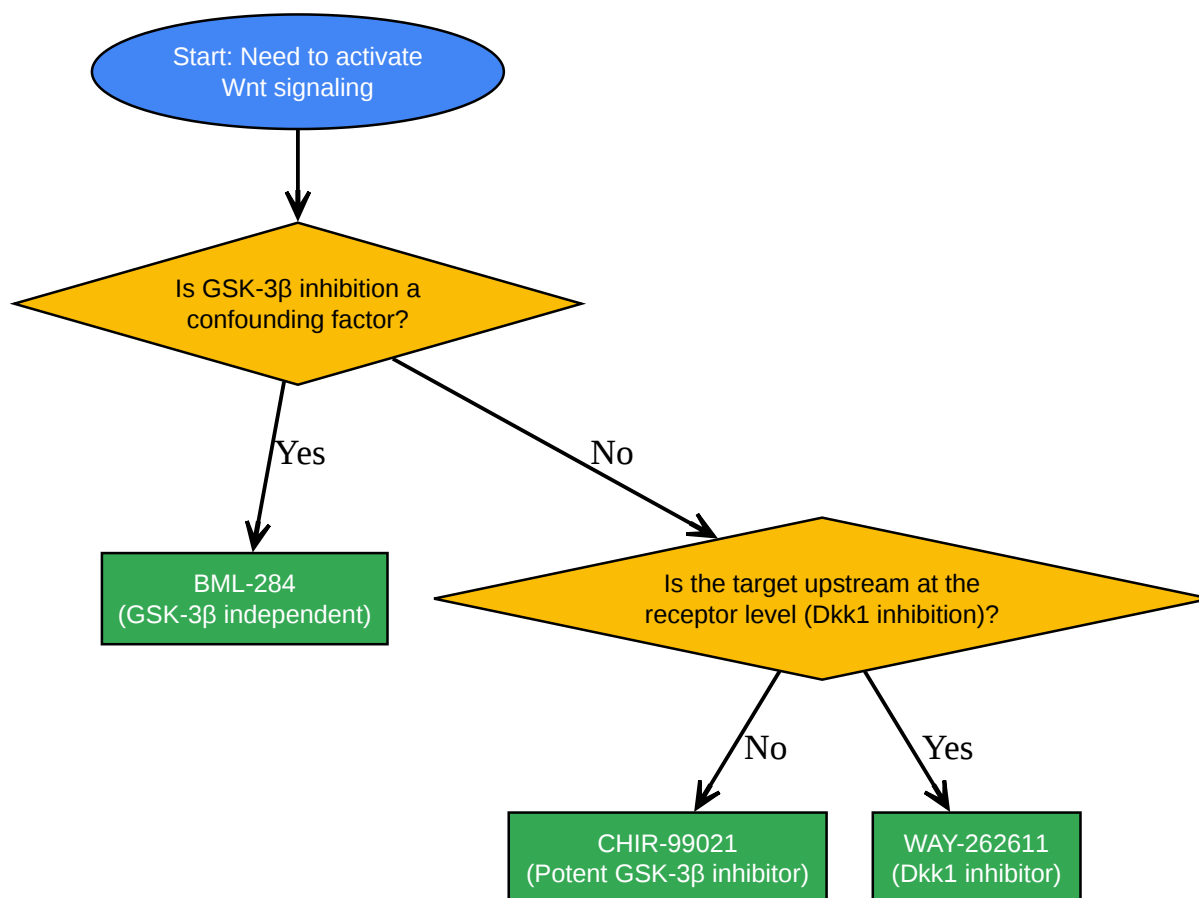 Start: Need to activate
Wnt signaling
Is GSK-3β inhibition a
confounding factor?
Yes
No
BML-284
(GSK-3β independent)
Is the target upstream at the
receptor level (Dkk1 inhibition)?
No
Yes
CHIR-99021
(Potent GSK-3β inhibitor)
WAY-262611
(Dkk1 inhibitor)